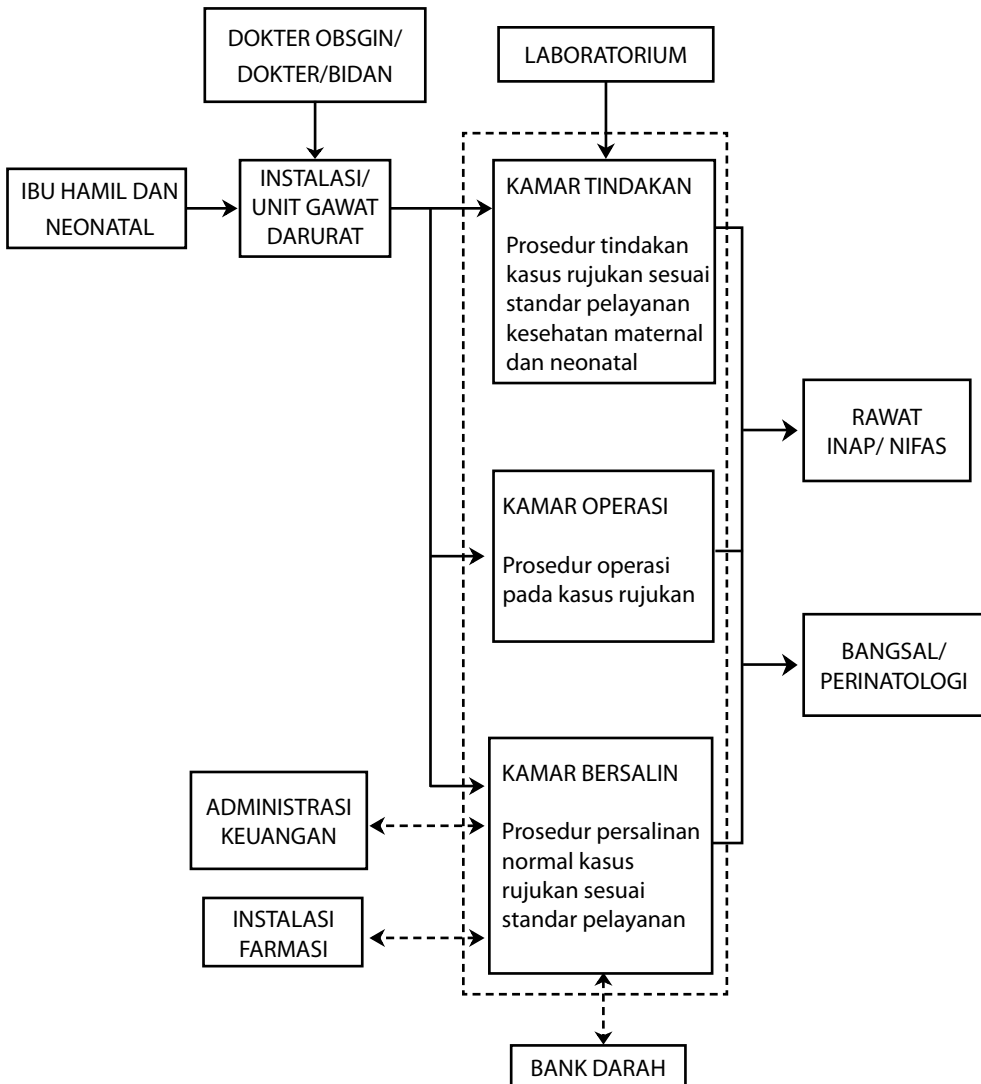 DOKTER OBSGIN/
DOKTER/BIDAN
LABORATORIUM
IBU HAMIL DAN
NEONATAL
INSTALASI/
UNIT GAWAT
DARURAT
KAMAR TINDAKAN
Prosedur tindakan
kasus rujukan sesuai
standar pelayanan
kesehatan maternal
dan neonatal
RAWAT
INAP/ NIFAS
KAMAR OPERASI
Prosedur operasi
pada kasus rujukan
BANGSAL/
PERINATOLOGI
KAMAR BERSALIN
Prosedur persalinan
normal kasus
rujukan sesuai
standar pelayanan
ADMINISTRASI
KEUANGAN
INSTALASI
FARMASI
BANK DARAH